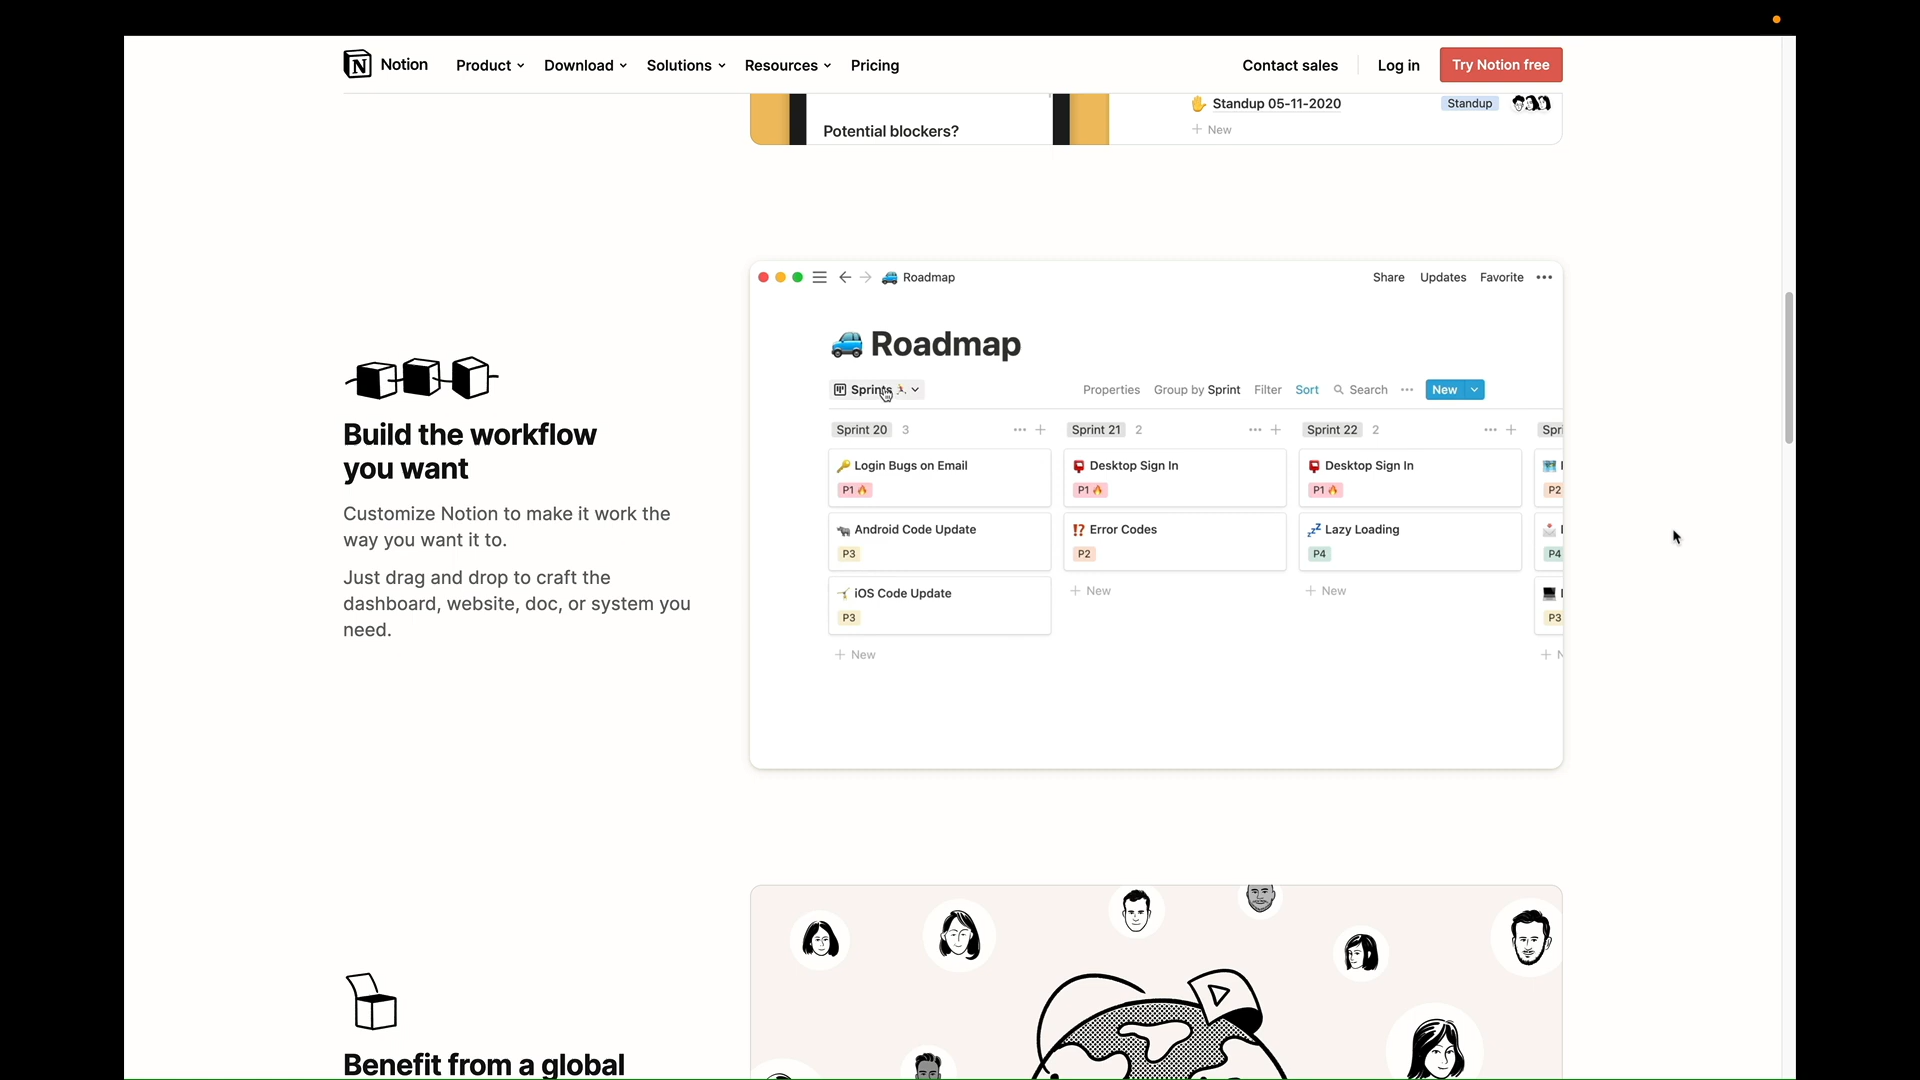 Notion Product Download Solutions Resources Pricing Contact sales Log in Try Notion free
Standup 05-11-2020 Standup
Potential blockers?
+ New
Roadmap Share Updates Favorite •••
Roadmap
Sprints Properties Group by Sprint Filter Sort Search ••• New
Sprint 20 3 ••• + Sprint 21 2 ••• + Sprint 22 2 ••• + Spri
Login Bugs on Email Desktop Sign In Desktop Sign In
P1 P1 P1 P2
Android Code Update Error Codes Lazy Loading
P3 P2 P4 P4
iOS Code Update + New + New
P3 P3
+ New
Build the workflow
you want
Customize Notion to make it work the
way you want it to.
Just drag and drop to craft the
dashboard, website, doc, or system you
need.
Benefit from a global